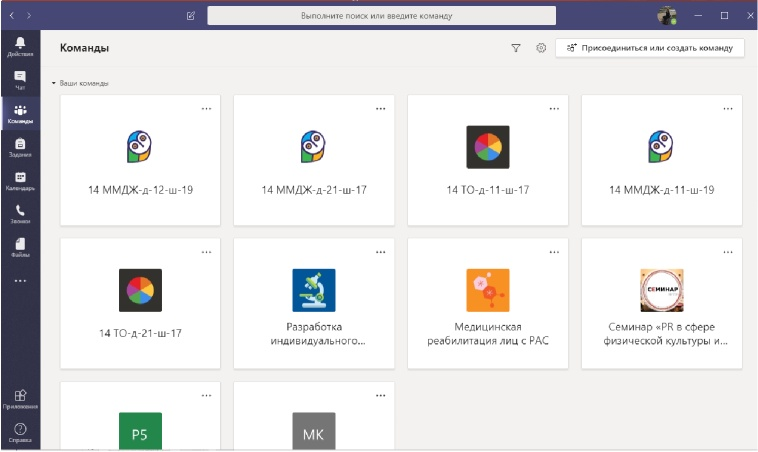 Выполните поиск или введите команду
Действия
Команды
Присоединиться или создать команду
Чат
Ваши команды
Команды
14 ММДЖ-д-12-ш-19
14 ММДЖ-д-21-ш-17
14 ТО-д-11-ш-17
14 ММДЖ-д-11-ш-19
Задания
Календарь
Звонки
Файлы
СЕМИНАР
14 ТО-д-21-ш-17
Разработка
индивидуального...
Медицинская
реабилитация лиц с РАС
Семинар «PR в сфере
физической культуры и...
Приложения
Справка
Р5
МК